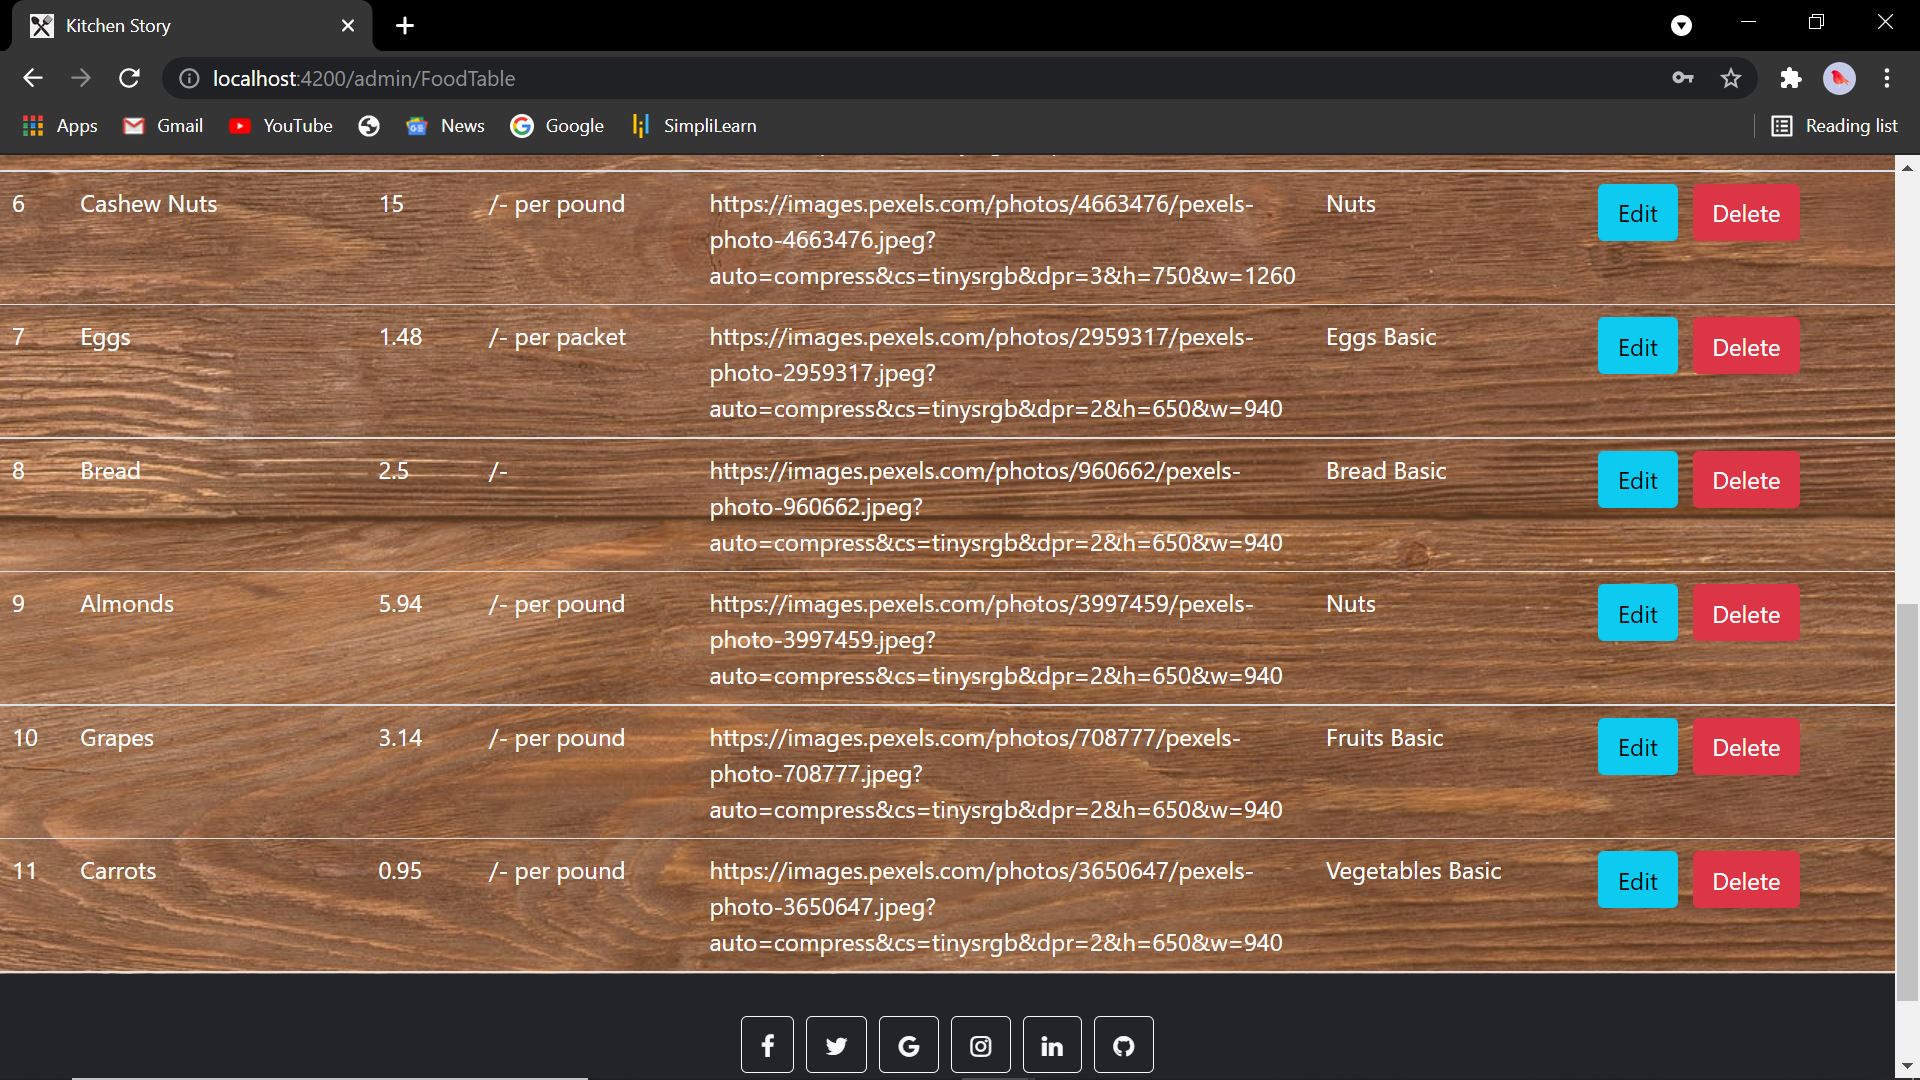 Kitchen Story
localhost:4200/admin/FoodTable
Apps Gmail YouTube News Google SimpliLearn Reading list
6 Cashew Nuts 15 /- per pound https://images.pexels.com/photos/4663476/pexels- Nuts Edit Delete
photo-4663476.jpeg?
auto=compress&cs=tinysrgb&dpr=3&h=750&w=1260
7 Eggs 1.48 /- per packet https://images.pexels.com/photos/2959317/pexels- Eggs Basic Edit Delete
photo-2959317.jpeg?
auto=compress&cs=tinysrgb&dpr=2&h=650&w=940
8 Bread 2.5 /- https://images.pexels.com/photos/960662/pexels- Bread Basic Edit Delete
photo-960662.jpeg?
auto=compress&cs=tinysrgb&dpr=2&h=650&w=940
9 Almonds 5.94 /- per pound https://images.pexels.com/photos/3997459/pexels- Nuts Edit Delete
photo-3997459.jpeg?
auto=compress&cs=tinysrgb&dpr=2&h=650&w=940
10 Grapes 3.14 /- per pound https://images.pexels.com/photos/708777/pexels- Fruits Basic Edit Delete
photo-708777.jpeg?
auto=compress&cs=tinysrgb&dpr=2&h=650&w=940
11 Carrots 0.95 /- per pound https://images.pexels.com/photos/3650647/pexels- Vegetables Basic Edit Delete
photo-3650647.jpeg?
auto=compress&cs=tinysrgb&dpr=2&h=650&w=940